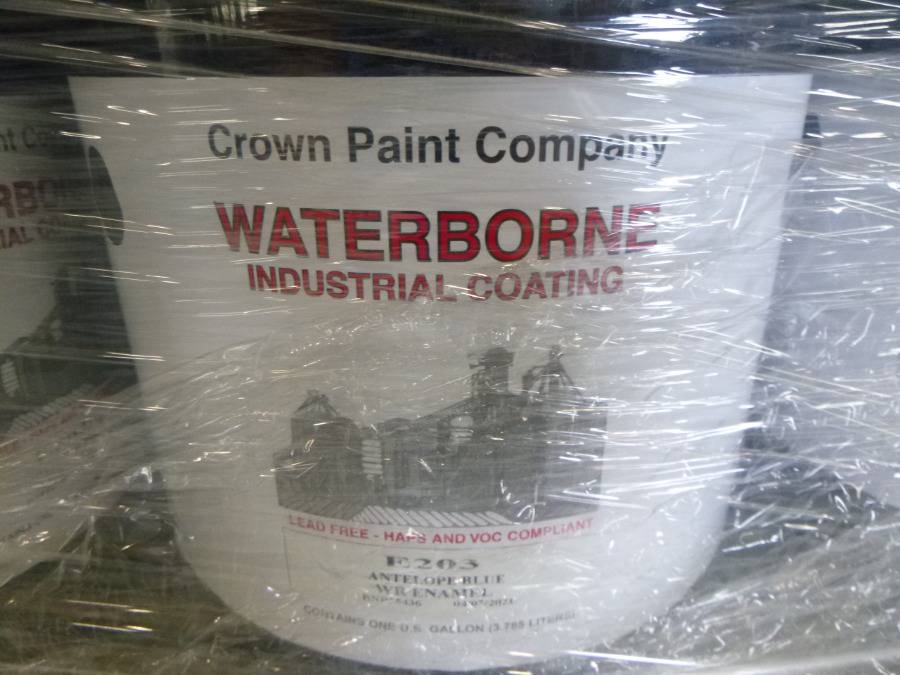 Crown Paint Company
WATERBORNE
INDUSTRIAL COATING
LEAD FREE - HAPS AND VOC COMPLIANT
E203
ANTELOPE BLUE
WR ENAMEL
CONTAINS ONE U.S. GALLON (3.785 LITERS)